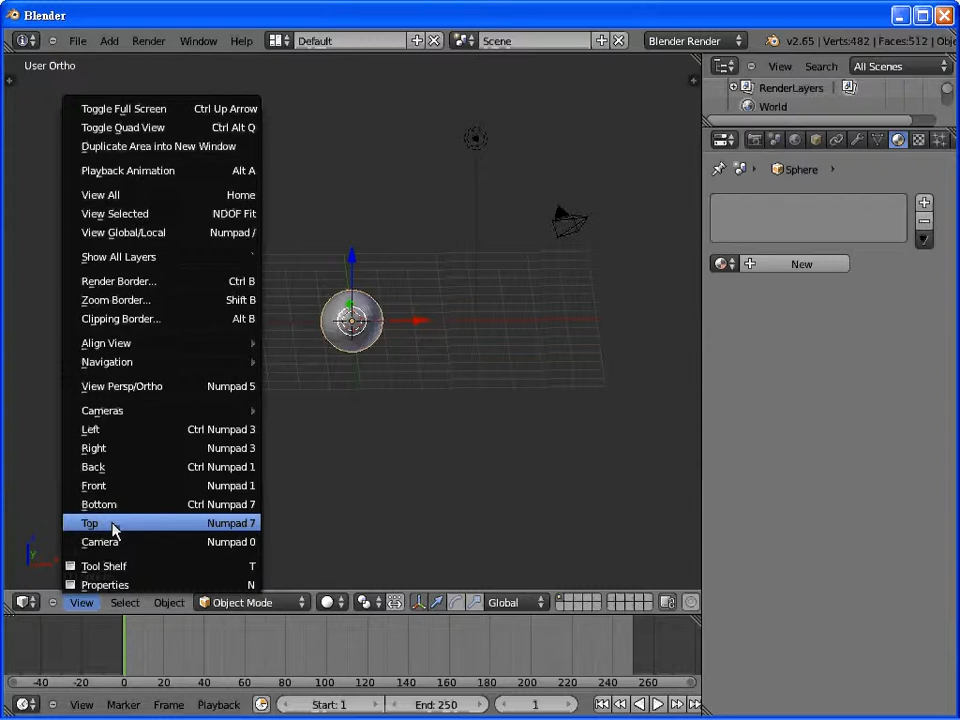 Blender
File Add Render Window Help Default Scene Blender Render v2.65 | Verts:482 | Faces:512 | Obje
User Ortho
View Search All Scenes
RenderLayers
World
Toggle Full Screen Ctrl Up Arrow
Toggle Quad View Ctrl Alt Q
Duplicate Area into New Window
Playback Animation Alt A
Sphere
View All Home
View Selected NDOF Fit
View Global/Local Numpad /
Show All Layers `
New
Render Border... Ctrl B
Zoom Border... Shift B
Clipping Border... Alt B
Align View
Navigation
View Persp/Ortho Numpad 5
Cameras
Left Ctrl Numpad 3
Right Numpad 3
Back Ctrl Numpad 1
Front Numpad 1
Bottom Ctrl Numpad 7
Top Numpad 7
Camera Numpad 0
Tool Shelf T
Properties N
z
y
View Select Object Object Mode Global
-40 -20 0 20 40 60 80 100 120 140 160 180 200 220 240 260
View Marker Frame Playback Start: 1 End: 250 1